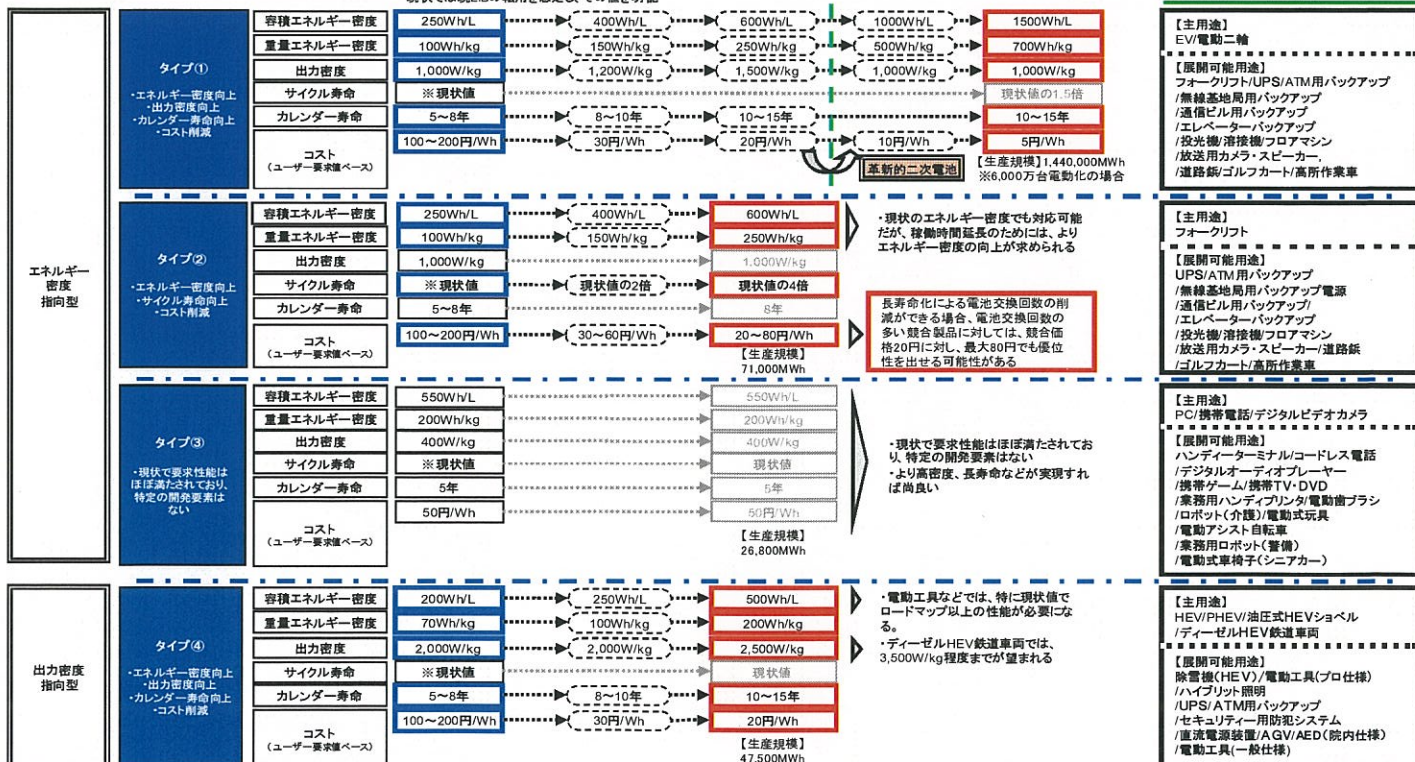 エネルギー
密度
指向型
タイプ①
・エネルギー密度向上
・出力密度向上
・カレンダー寿命向上
・コスト削減
容積エネルギー密度
250Wh/L
400Wh/L
600Wh/L
1000Wh/L
1500Wh/L
重量エネルギー密度
100Wh/kg
150Wh/kg
250Wh/kg
500Wh/kg
700Wh/kg
出力密度
1,000W/kg
1,200W/kg
1,500W/kg
1,000W/kg
1,000W/kg
サイクル寿命
※現状値
現状値の1.5倍
カレンダー寿命
5～8年
8～10年
10～15年
10～15年
コスト
(ユーザー要求値ベース)
100～200円/Wh
30円/Wh
20円/Wh
10円/Wh
5円/Wh
革新的二次電池
【生産規模】1,440,000MWh
※6,000万台電動化の場合
【主用途】
EV/電動二輪
【展開可能用途】
フォークリフト/UPS/ATM用バックアップ
/無線基地局用バックアップ
/通信ビル用バックアップ
/エレベーターバックアップ
/投光機/溶接機/フロアマシン
/放送用カメラ・スピーカー,
/道路鋲/ゴルフカート/高所作業車
タイプ②
・エネルギー密度向上
・サイクル寿命向上
・コスト削減
容積エネルギー密度
250Wh/L
400Wh/L
600Wh/L
重量エネルギー密度
100Wh/kg
150Wh/kg
250Wh/kg
出力密度
1,000W/kg
1,000W/kg
サイクル寿命
※現状値
現状値の2倍
現状値の4倍
カレンダー寿命
5～8年
8年
コスト
(ユーザー要求値ベース)
100～200円/Wh
30～60円/Wh
20～80円/Wh
【生産規模】
71,000MWh
・現状のエネルギー密度でも対応可能
だが、稼働時間延長のためには、より
エネルギー密度の向上が求められる
長寿命化による電池交換回数の削
減ができる場合、電池交換回数の
多い競合製品に対しては、競合価
格20円に対し、最大80円でも優位
性を出せる可能性がある
【主用途】
フォークリフト
【展開可能用途】
UPS/ATM用バックアップ
/無線基地局用バックアップ電源
/通信ビル用バックアップ/
/エレベーターバックアップ
/投光機/溶接機/フロアマシン
/放送用カメラ・スピーカー/道路鋲
/ゴルフカート/高所作業車
タイプ③
・現状で要求性能は
ほぼ満たされており、
特定の開発要素は
ない
容積エネルギー密度
550Wh/L
550Wh/L
重量エネルギー密度
200Wh/kg
200Wh/kg
出力密度
400W/kg
400W/kg
サイクル寿命
※現状値
現状値
カレンダー寿命
5年
5年
コスト
(ユーザー要求値ベース)
50円/Wh
50円/Wh
【生産規模】
26,800MWh
・現状で要求性能はほぼ満たされてお
り、特定の開発要素はない
・より高密度、長寿命などが実現すれ
ば尚良い
【主用途】
PC/携帯電話/デジタルビデオカメラ
【展開可能用途】
ハンディーターミナル/コードレス電話
/デジタルオーディオプレーヤー
/携帯ゲーム/携帯TV・DVD
/業務用ハンディプリンタ/電動歯ブラシ
/ロボット(介護)/電動式玩具
/電動アシスト自転車
/業務用ロボット(警備)
/電動式車椅子(シニアカー)
出力密度
指向型
タイプ④
・エネルギー密度向上
・出力密度向上
・カレンダー寿命向上
・コスト削減
容積エネルギー密度
200Wh/L
250Wh/L
500Wh/L
重量エネルギー密度
70Wh/kg
100Wh/kg
200Wh/kg
出力密度
2,000W/kg
2,000W/kg
2,500W/kg
サイクル寿命
※現状値
現状値
カレンダー寿命
5～8年
8～10年
10～15年
コスト
(ユーザー要求値ベース)
100～200円/Wh
30円/Wh
20円/Wh
【生産規模】
47,500MWh
・電動工具などでは、特に現状値で
ロードマップ以上の性能が必要にな
る。
・ディーゼルHEV鉄道車両では、
3,500W/kg程度までが望まれる
【主用途】
HEV/PHEV/油圧式HEVショベル
/ディーゼルHEV鉄道車両
【展開可能用途】
除雪機(HEV)/電動工具(プロ仕様)
/ハイブリット照明
/UPS/ATM用バックアップ
/セキュリティー用防犯システム
/直流電源装置/AGV/AED(院内仕様)
/電動工具(一般仕様)